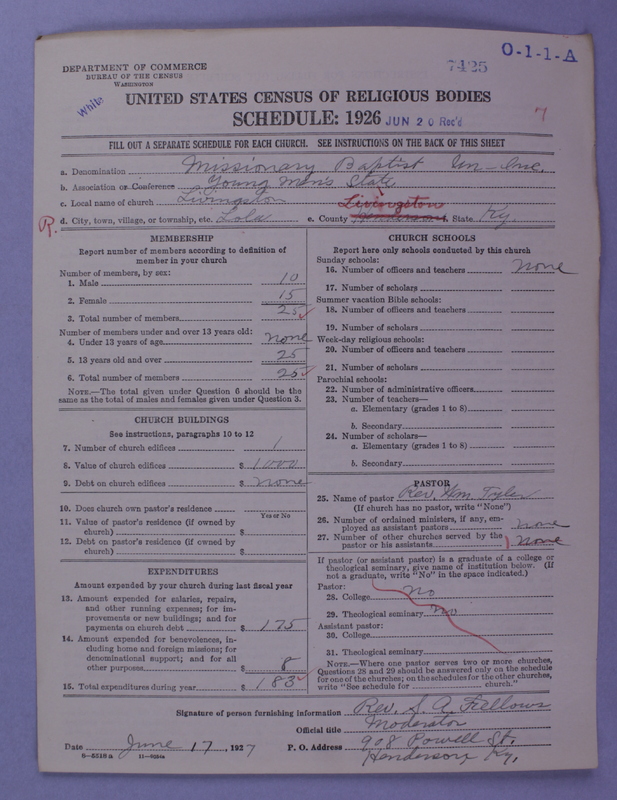 O-1-1-A
7425
DEPARTMENT OF COMMERCE
BUREAU OF THE CENSUS
WASHINGTON
White
UNITED STATES CENSUS OF RELIGIOUS BODIES
SCHEDULE: 1926 JUN 20 Rec'd
7
FILL OUT A SEPARATE SCHEDULE FOR EACH CHURCH. SEE INSTRUCTIONS ON THE BACK OF THIS SHEET
a. Denomination Missionary Baptist Un-Inc.
b. Association or Conference Young Men's State
c. Local name of church Livingston
Livingston
R. d. City, town, village, or township, etc. Lola e. County Henderson State Ky.
MEMBERSHIP
Report number of members according to definition of
member in your church
Number of members, by sex:
1. Male 10
2. Female 15
3. Total number of members 25
Number of members under and over 13 years old:
4. Under 13 years of age none
5. 13 years old and over 25
6. Total number of members 25
NOTE.—The total given under Question 6 should be the
same as the total of males and females given under Question 3.
CHURCH BUILDINGS
See instructions, paragraphs 10 to 12
7. Number of church edifices 1
8. Value of church edifices $ 1000
9. Debt on church edifices $ none
10. Does church own pastor's residence
Yes or No
11. Value of pastor's residence (if owned by
church) $
12. Debt on pastor's residence (if owned by
church) $
EXPENDITURES
Amount expended by your church during last fiscal year
13. Amount expended for salaries, repairs,
and other running expenses; for im-
provements or new buildings; and for
payments on church debt $ 175
14. Amount expended for benevolences, in-
cluding home and foreign missions; for
denominational support; and for all
other purposes $ 8
15. Total expenditures during year $ 183
CHURCH SCHOOLS
Report here only schools conducted by this church
Sunday schools:
16. Number of officers and teachers none
17. Number of scholars
Summer vacation Bible schools:
18. Number of officers and teachers
19. Number of scholars
Week-day religious schools:
20. Number of officers and teachers
21. Number of scholars
Parochial schools:
22. Number of administrative officers
23. Number of teachers—
a. Elementary (grades 1 to 8)
b. Secondary
24. Number of scholars—
a. Elementary (grades 1 to 8)
b. Secondary
PASTOR
25. Name of pastor Rev. Wm. Tyler
(If church has no pastor, write "None")
26. Number of ordained ministers, if any, em-
ployed as assistant pastors none
27. Number of other churches served by the
pastor or his assistants none
If pastor (or assistant pastor) is a graduate of a college or
theological seminary, give name of institution below. (If
not a graduate, write "No" in the space indicated.)
Pastor:
28. College No
29. Theological seminary No
Assistant pastor:
30. College
31. Theological seminary
NOTE.—Where one pastor serves two or more churches,
Questions 28 and 29 should be answered only on the schedule
for one of the churches; on the schedules for the other churches,
write "See schedule for church."
Signature of person furnishing information Rev. S. A. Fellows
Official title Moderator
Date June 17, 1927 P. O. Address 908 Powell St.
Henderson Ky.